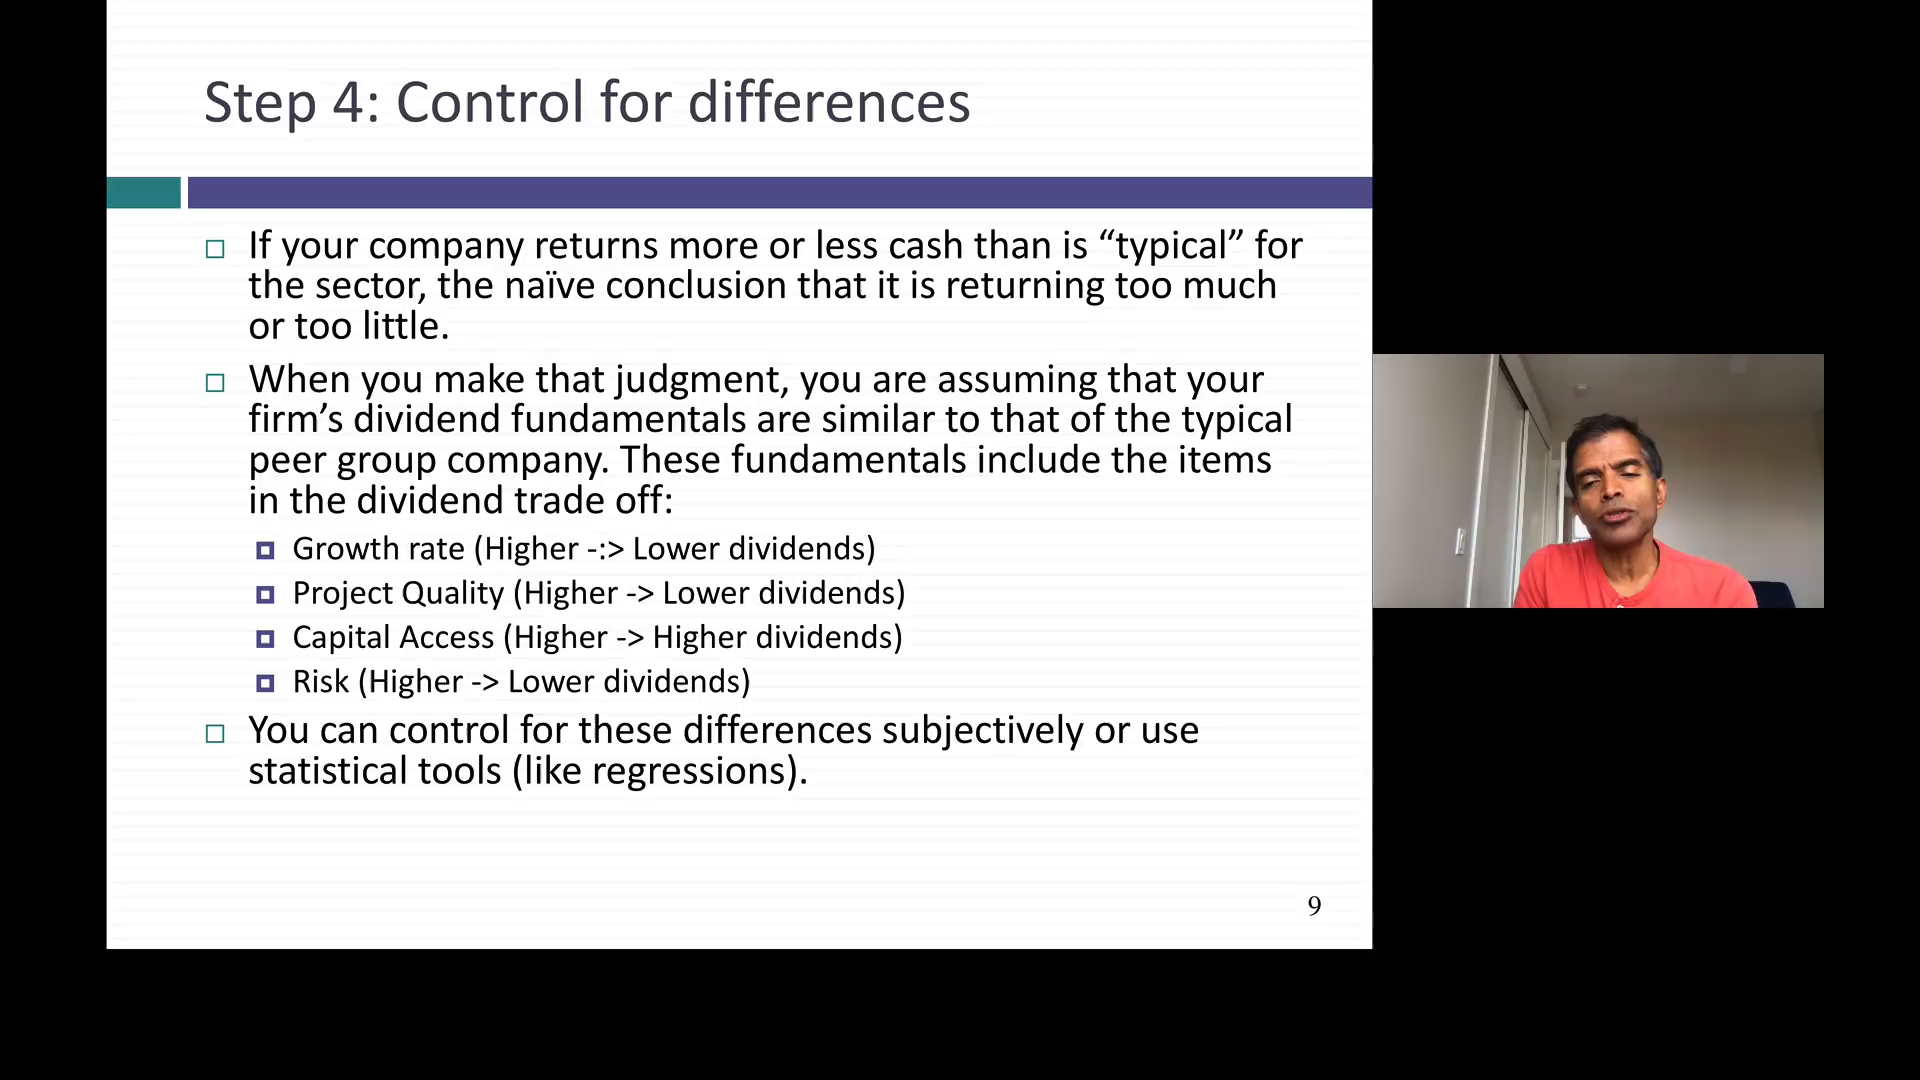 Step 4: Control for differences
If your company returns more or less cash than is “typical” for
the sector, the naïve conclusion that it is returning too much
or too little.
When you make that judgment, you are assuming that your
firm’s dividend fundamentals are similar to that of the typical
peer group company. These fundamentals include the items
in the dividend trade off:
Growth rate (Higher -:> Lower dividends)
Project Quality (Higher -> Lower dividends)
Capital Access (Higher -> Higher dividends)
Risk (Higher -> Lower dividends)
You can control for these differences subjectively or use
statistical tools (like regressions).
9